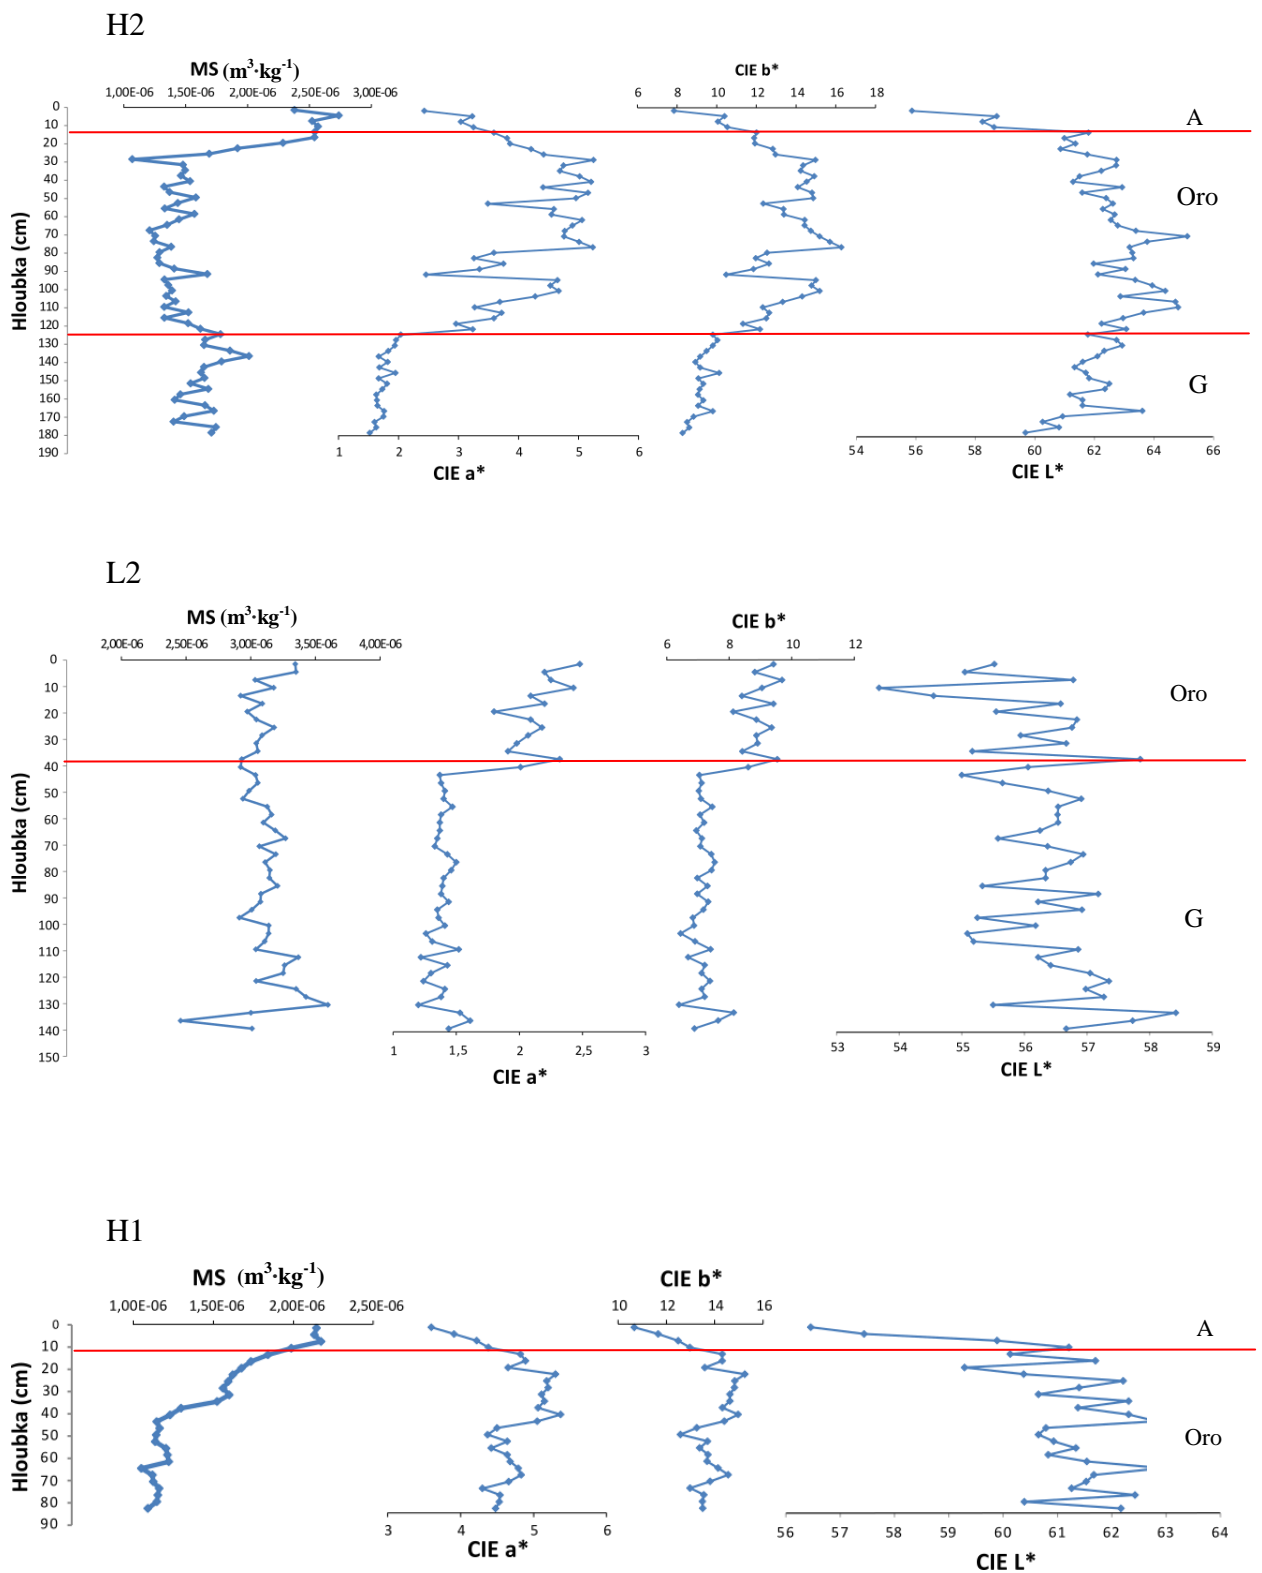 H2
MS (m³·kg⁻¹)
CIE b*
1,00E-06 1,50E-06 2,00E-06 2,50E-06 3,00E-06
6 8 10 12 14 16 18
0
10
20
30
40
50
60
70
80
90
100
110
120
130
140
150
160
170
180
190
Hloubka (cm)
A
Oro
G
1 2 3 4 5 6
CIE a*
54 56 58 60 62 64 66
CIE L*
L2
MS (m³·kg⁻¹)
CIE b*
2,00E-06 2,50E-06 3,00E-06 3,50E-06 4,00E-06
6 8 10 12
0
10
20
30
40
50
60
70
80
90
100
110
120
130
140
150
Hloubka (cm)
Oro
G
1 1,5 2 2,5 3
CIE a*
53 54 55 56 57 58 59
CIE L*
H1
MS (m³·kg⁻¹)
CIE b*
1,00E-06 1,50E-06 2,00E-06 2,50E-06
10 12 14 16
0
10
20
30
40
50
60
70
80
90
Hloubka (cm)
A
Oro
3 4 5 6
CIE a*
56 57 58 59 60 61 62 63 64
CIE L*